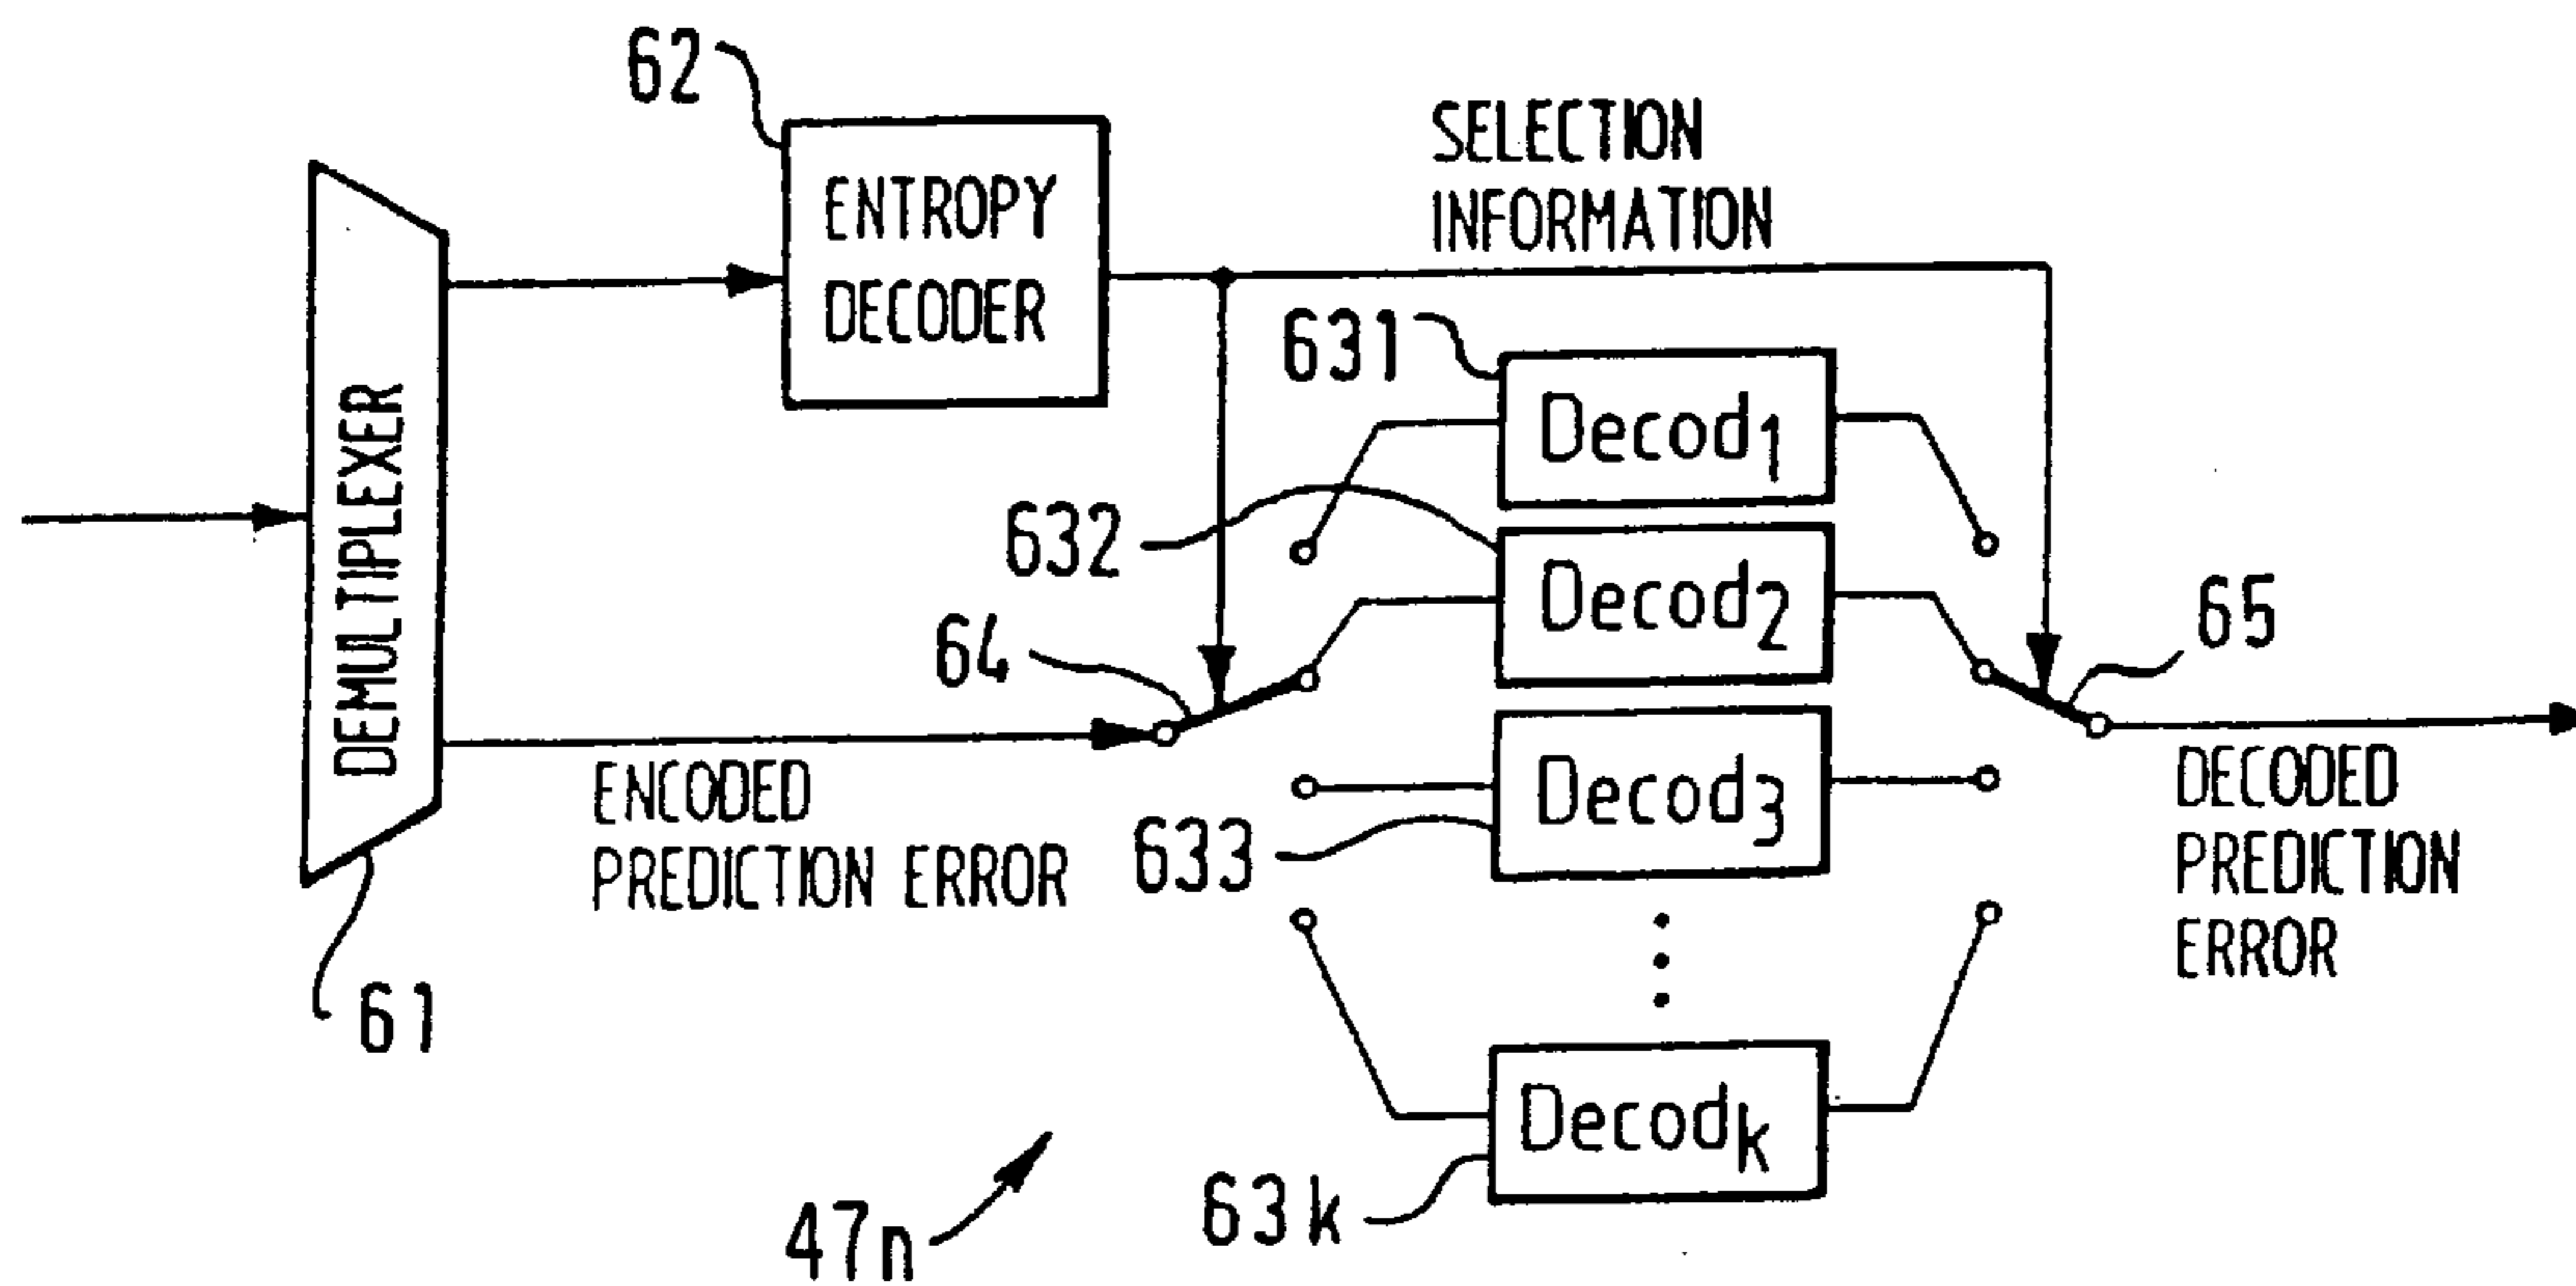 62
ENTROPY
DECODER
SELECTION
INFORMATION
631
Decod1
632
Decod2
DEMULTIPLEXER
64
65
ENCODED
PREDICTION ERROR
633
Decod3
DECODED
PREDICTION
ERROR
61
Decodk
63k
47n